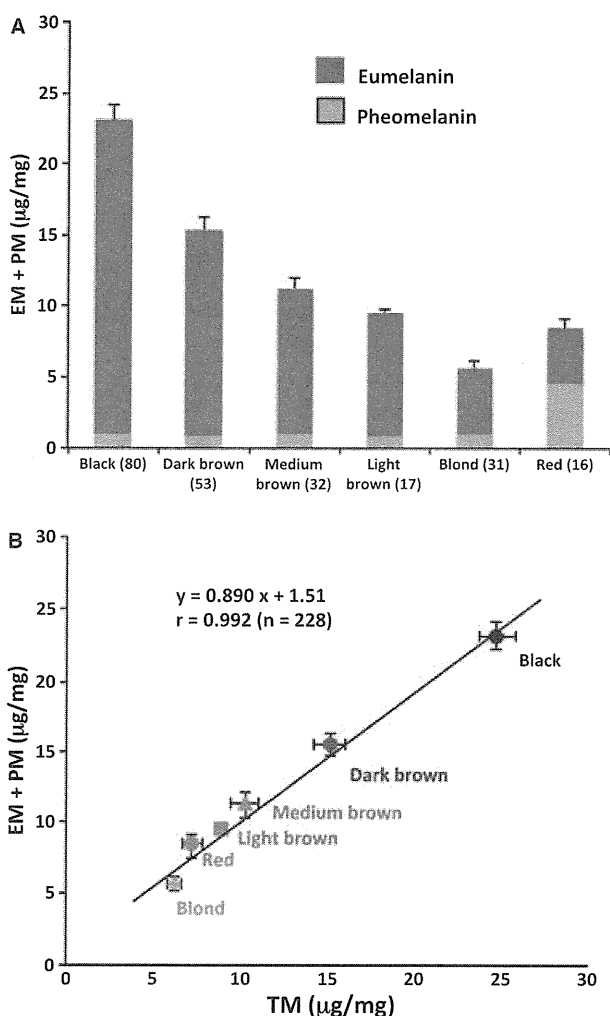 A
30
25
20
15
10
5
0
EM + PM (µg/mg)
Eumelanin
Pheomelanin
Black (80)
Dark brown
(53)
Medium
brown (32)
Light
brown (17)
Blond (31)
Red (16)
B
30
25
20
15
10
5
0
EM + PM (µg/mg)
y = 0.890 x + 1.51
r = 0.992 (n = 228)
Black
Dark brown
Medium brown
Light brown
Red
Blond
0
5
10
15
20
25
30
TM (µg/mg)